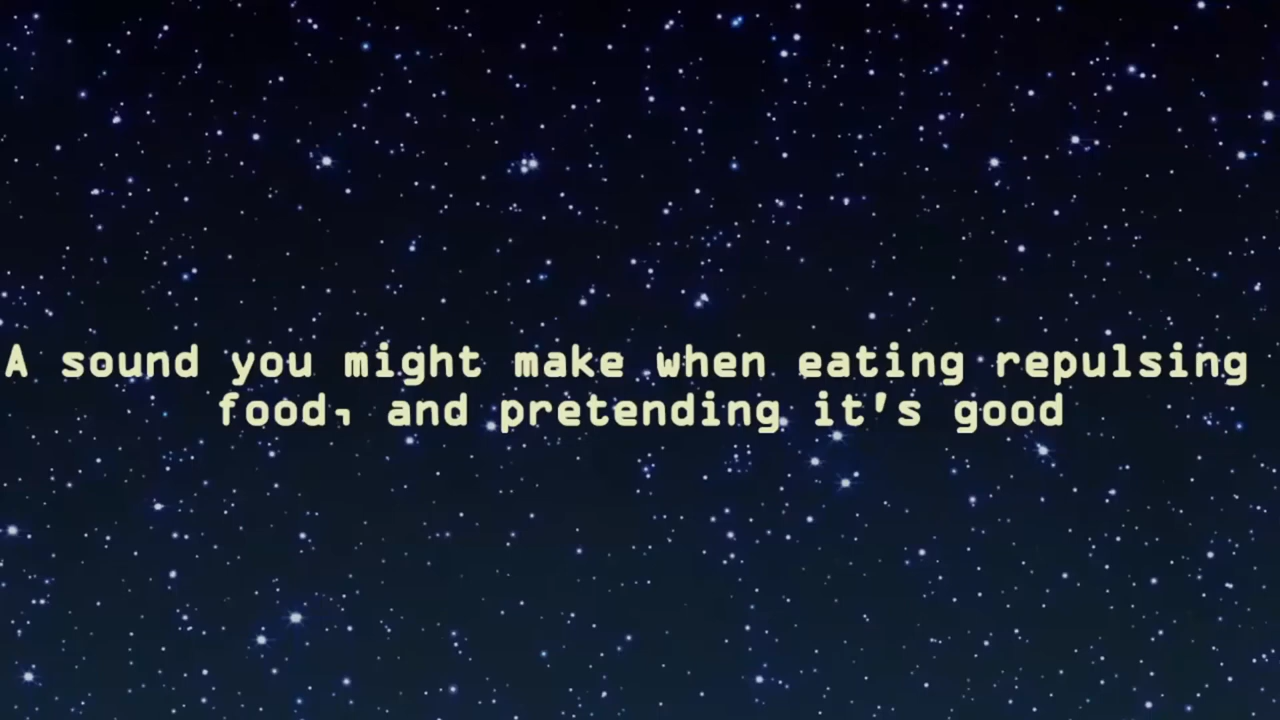 A sound you might make when eating repulsing
food, and pretending it's good